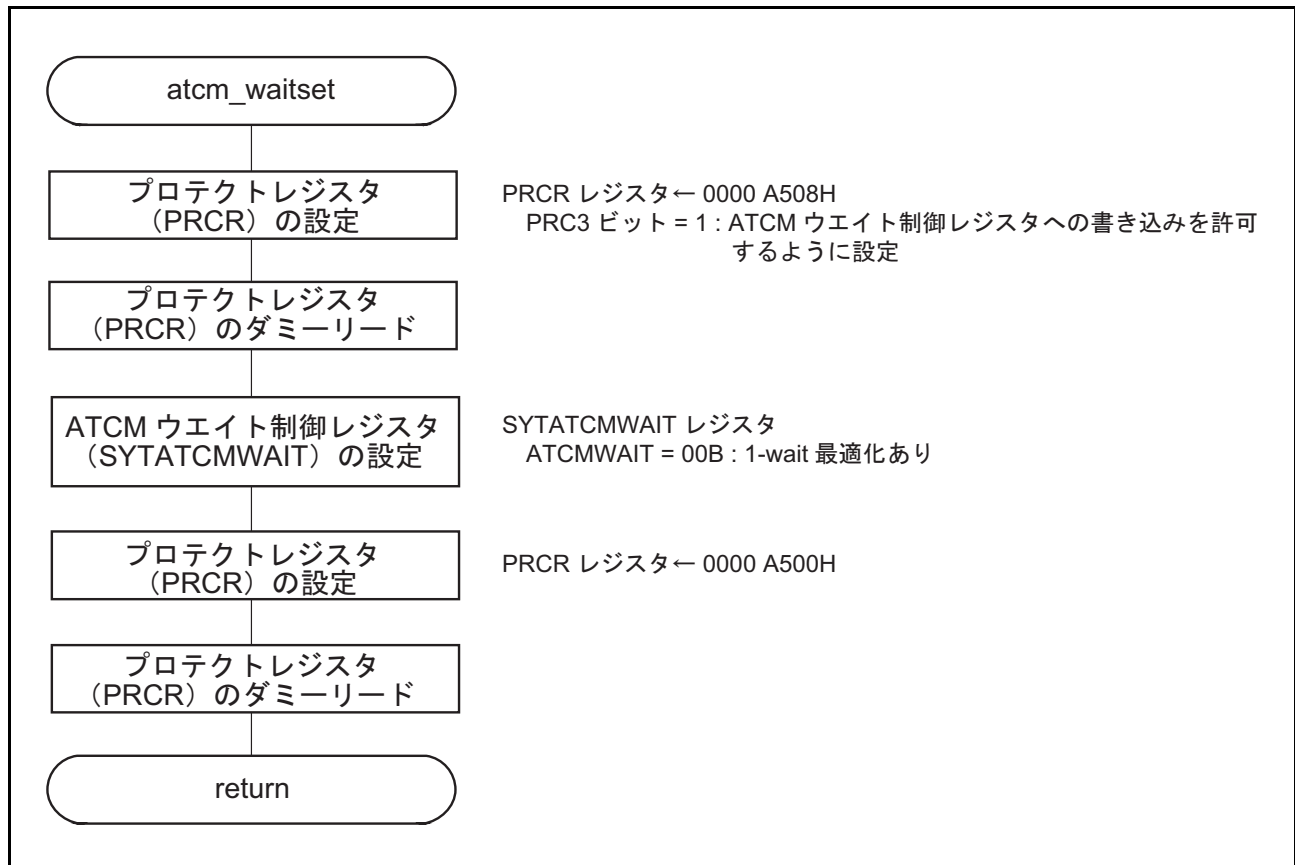 atcm_waitset
プロテクトレジスタ
（PRCR）の設定
PRCR レジスタ← 0000 A508H
PRC3 ビット = 1 : ATCM ウエイト制御レジスタへの書き込みを許可
するように設定
プロテクトレジスタ
（PRCR）のダミーリード
ATCM ウエイト制御レジスタ
（SYTATCMWAIT）の設定
SYTATCMWAIT レジスタ
ATCMWAIT = 00B : 1-wait 最適化あり
プロテクトレジスタ
（PRCR）の設定
PRCR レジスタ← 0000 A500H
プロテクトレジスタ
（PRCR）のダミーリード
return